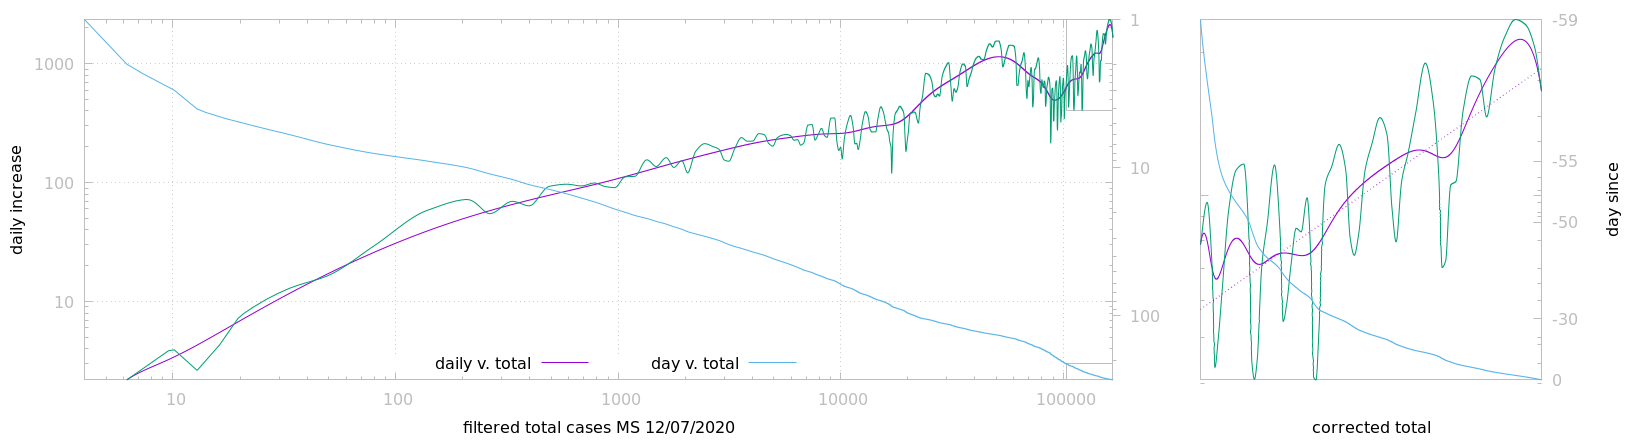 1
-59
1000
daily increase
100
10
-55
-50
day since
10
100
-30
daily v. total
day v. total
0
10
100
1000
10000
100000
filtered total cases MS 12/07/2020
corrected total